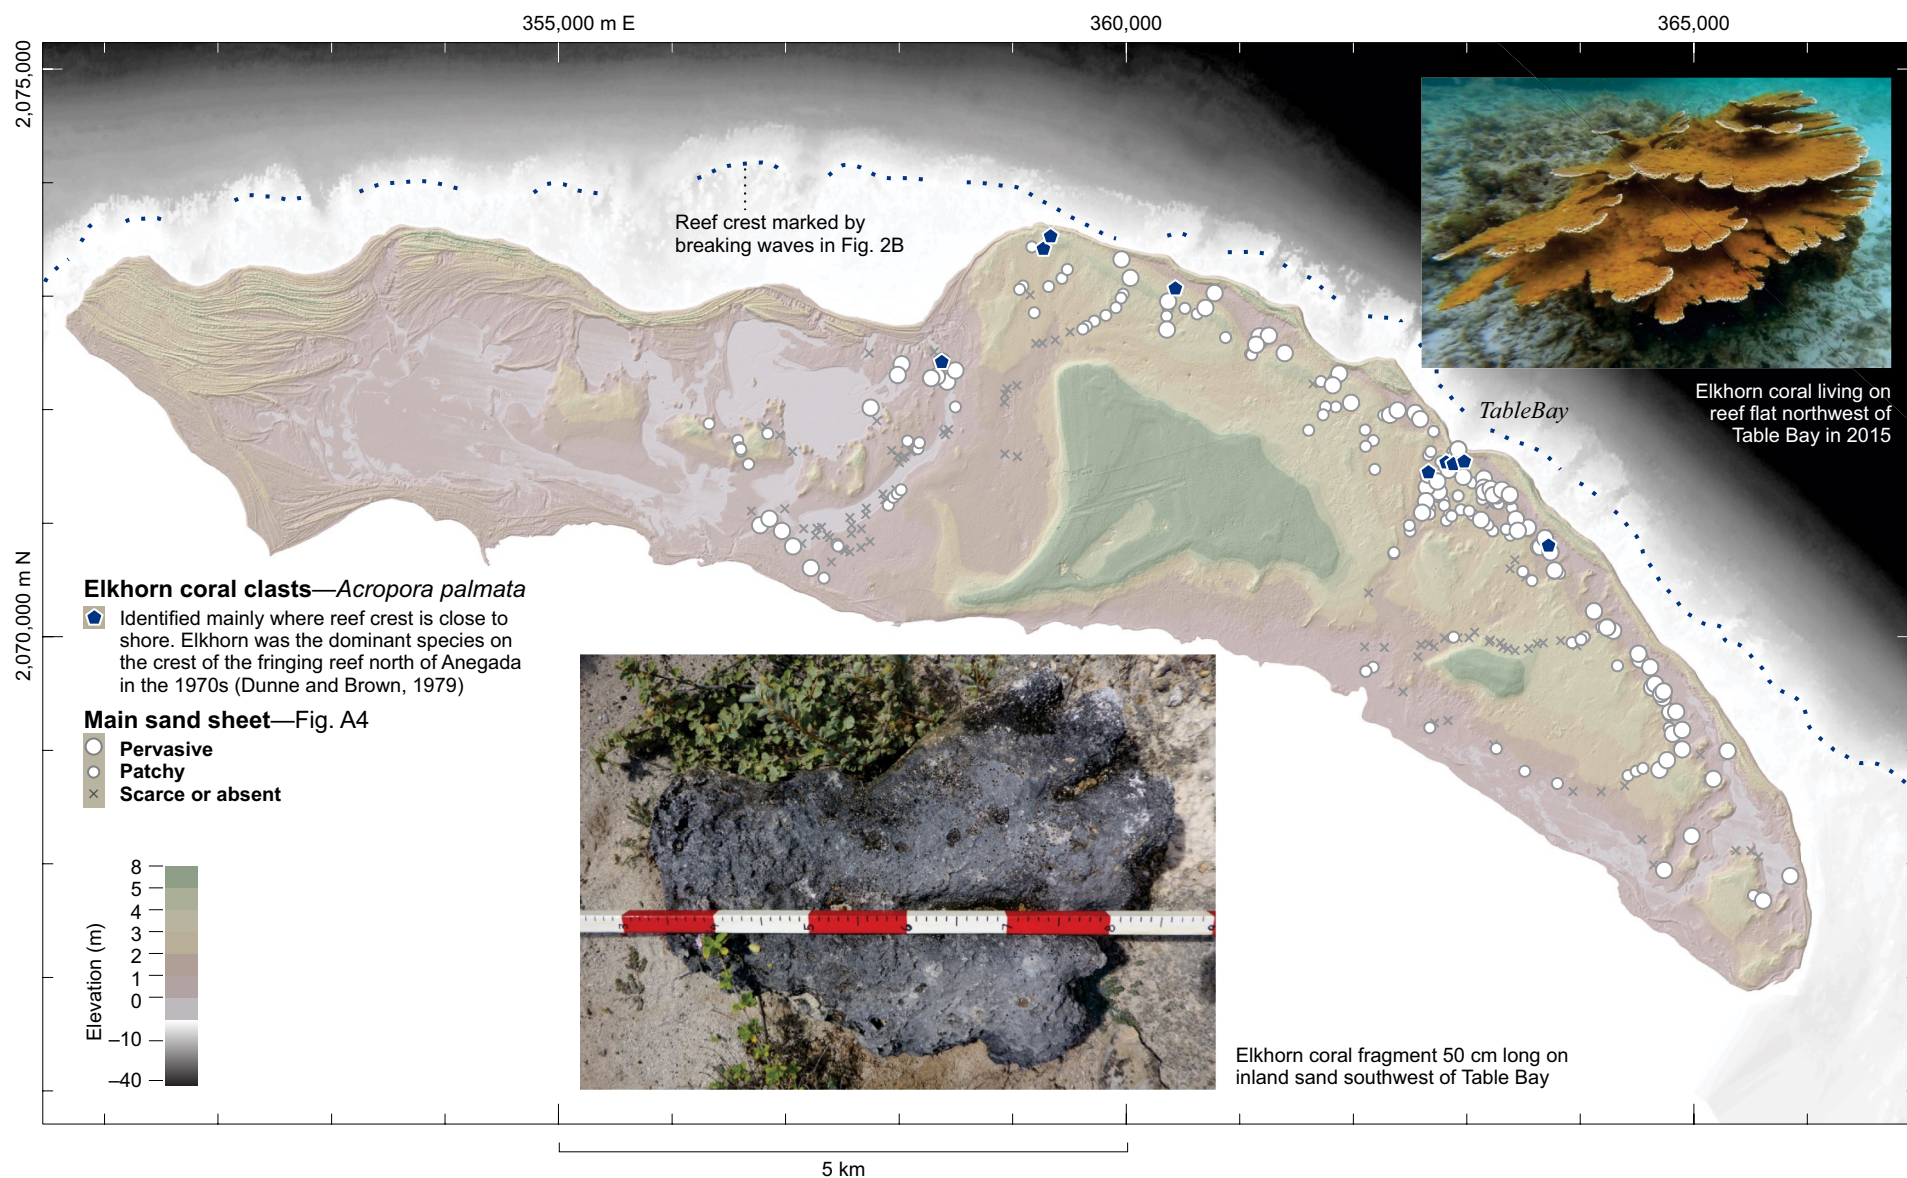 355,000 m E
360,000
365,000
2,075,000
2,070,000 m N
Reef crest marked by
breaking waves in Fig. 2B
TableBay
Elkhorn coral living on
reef flat northwest of
Table Bay in 2015
Elkhorn coral clasts—Acropora palmata
Identified mainly where reef crest is close to
shore. Elkhorn was the dominant species on
the crest of the fringing reef north of Anegada
in the 1970s (Dunne and Brown, 1979)
Main sand sheet—Fig. A4
Pervasive
Patchy
Scarce or absent
Elevation (m)
8
5
4
3
2
1
0
–10
–40
Elkhorn coral fragment 50 cm long on
inland sand southwest of Table Bay
5 km